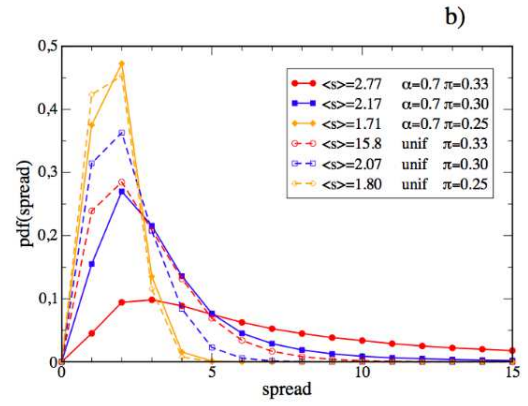 b)
0,5
0,4
0,3
0,2
0,1
0
pdf(spread)
<s>=2.77 α=0.7 π=0.33
<s>=2.17 α=0.7 π=0.30
<s>=1.71 α=0.7 π=0.25
<s>=15.8 unif π=0.33
<s>=2.07 unif π=0.30
<s>=1.80 unif π=0.25
0 5 10 15
spread